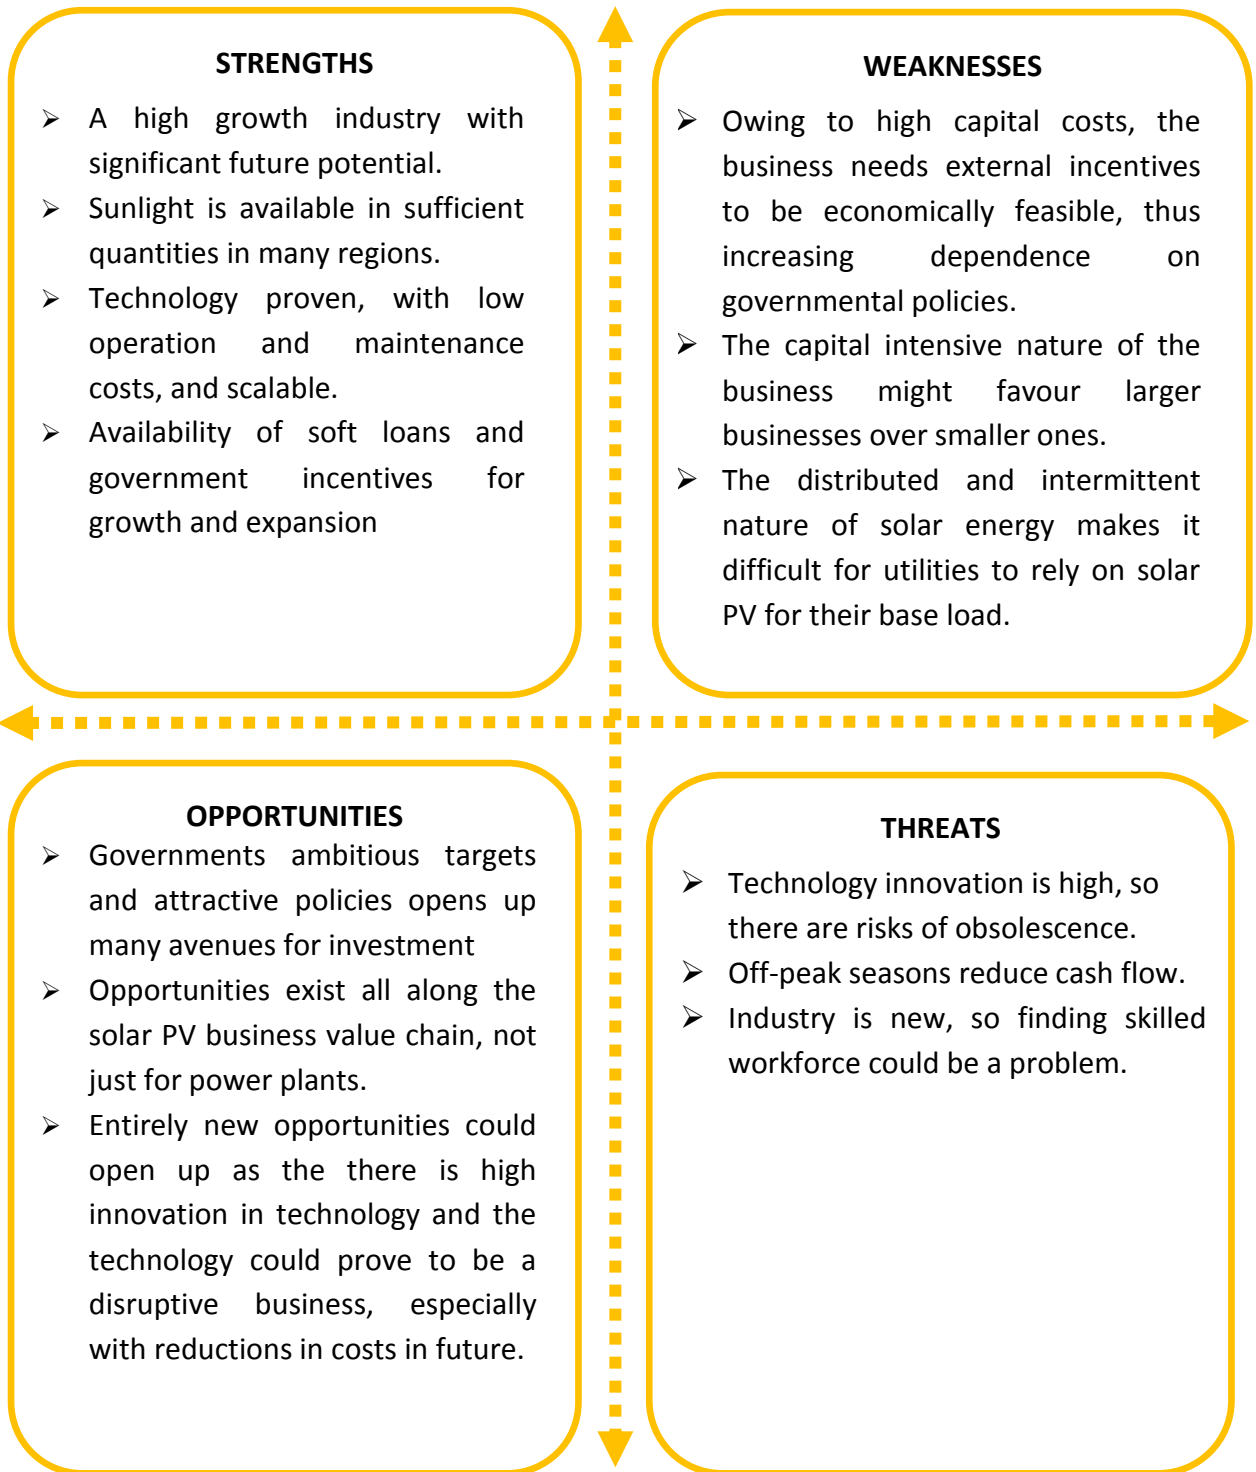 STRENGTHS
➢ A high growth industry with
significant future potential.
➢ Sunlight is available in sufficient
quantities in many regions.
➢ Technology proven, with low
operation and maintenance
costs, and scalable.
➢ Availability of soft loans and
government incentives for
growth and expansion
WEAKNESSES
➢ Owing to high capital costs, the
business needs external incentives
to be economically feasible, thus
increasing dependence on
governmental policies.
➢ The capital intensive nature of the
business might favour larger
businesses over smaller ones.
➢ The distributed and intermittent
nature of solar energy makes it
difficult for utilities to rely on solar
PV for their base load.
OPPORTUNITIES
➢ Governments ambitious targets
and attractive policies opens up
many avenues for investment
➢ Opportunities exist all along the
solar PV business value chain, not
just for power plants.
➢ Entirely new opportunities could
open up as the there is high
innovation in technology and the
technology could prove to be a
disruptive business, especially
with reductions in costs in future.
THREATS
➢ Technology innovation is high, so
there are risks of obsolescence.
➢ Off-peak seasons reduce cash flow.
➢ Industry is new, so finding skilled
workforce could be a problem.